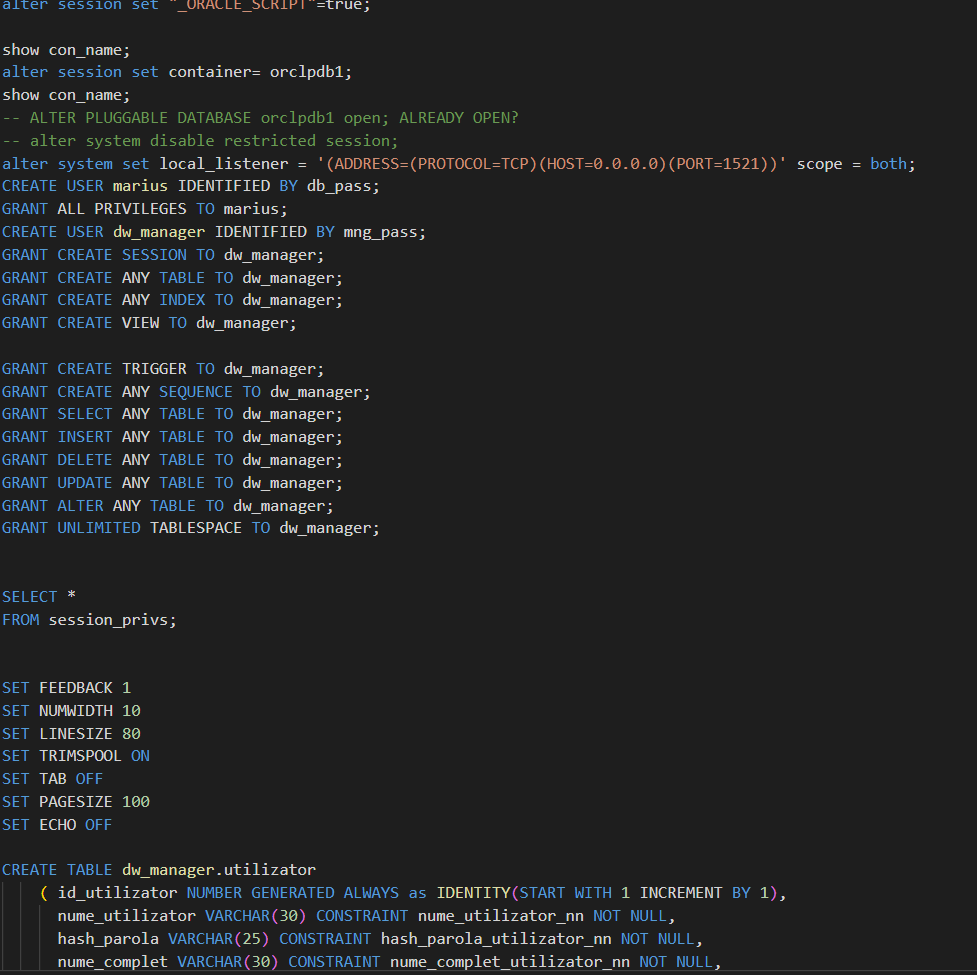 alter session set "_ORACLE_SCRIPT"=true;
show con_name;
alter session set container= orclpdb1;
show con_name;
-- ALTER PLUGGABLE DATABASE orclpdb1 open; ALREADY OPEN?
-- alter system disable restricted session;
alter system set local_listener = '(ADDRESS=(PROTOCOL=TCP)(HOST=0.0.0.0)(PORT=1521))' scope = both;
CREATE USER marius IDENTIFIED BY db_pass;
GRANT ALL PRIVILEGES TO marius;
CREATE USER dw_manager IDENTIFIED BY mng_pass;
GRANT CREATE SESSION TO dw_manager;
GRANT CREATE ANY TABLE TO dw_manager;
GRANT CREATE ANY INDEX TO dw_manager;
GRANT CREATE VIEW TO dw_manager;
GRANT CREATE TRIGGER TO dw_manager;
GRANT CREATE ANY SEQUENCE TO dw_manager;
GRANT SELECT ANY TABLE TO dw_manager;
GRANT INSERT ANY TABLE TO dw_manager;
GRANT DELETE ANY TABLE TO dw_manager;
GRANT UPDATE ANY TABLE TO dw_manager;
GRANT ALTER ANY TABLE TO dw_manager;
GRANT UNLIMITED TABLESPACE TO dw_manager;
SELECT *
FROM session_privs;
SET FEEDBACK 1
SET NUMWIDTH 10
SET LINESIZE 80
SET TRIMSPOOL ON
SET TAB OFF
SET PAGESIZE 100
SET ECHO OFF
CREATE TABLE dw_manager.utilizator
( id_utilizator NUMBER GENERATED ALWAYS as IDENTITY(START WITH 1 INCREMENT BY 1),
nume_utilizator VARCHAR(30) CONSTRAINT nume_utilizator_nn NOT NULL,
hash_parola VARCHAR(25) CONSTRAINT hash_parola_utilizator_nn NOT NULL,
nume_complet VARCHAR(30) CONSTRAINT nume_complet_utilizator_nn NOT NULL,